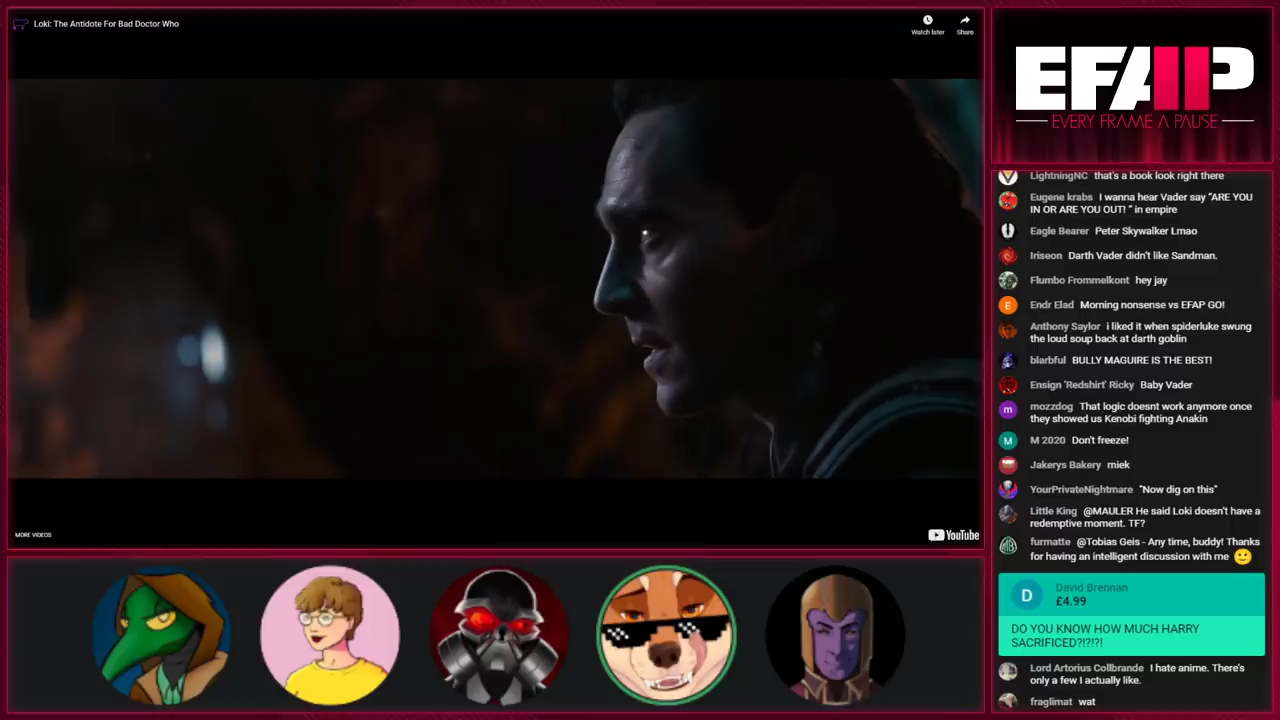 Loki: The Antidote For Bad Doctor Who
Watch later
Share
MORE VIDEOS
YouTube
EFAP
EVERY FRAME A PAUSE
LightningNC that's a book look right there
Eugene krabs I wanna hear Vader say "ARE YOU
IN OR ARE YOU OUT! " in empire
Eagle Bearer Peter Skywalker Lmao
Iriseon Darth Vader didn't like Sandman.
Flumbo Frommelkont hey jay
E
Endr Elad Morning nonsense vs EFAP GO!
Anthony Saylor i liked it when spiderluke swung
the loud soup back at darth goblin
blarbful BULLY MAGUIRE IS THE BEST!
Ensign 'Redshirt' Ricky Baby Vader
m
mozzdog That logic doesnt work anymore once
they showed us Kenobi fighting Anakin
M
M 2020 Don't freeze!
Jakerys Bakery miek
YourPrivateNightmare "Now dig on this"
Little King @MAULER He said Loki doesn't have a
redemptive moment. TF?
furmatte @Tobias Geis - Any time, buddy! Thanks
for having an intelligent discussion with me
D
David Brennan
£4.99
DO YOU KNOW HOW MUCH HARRY
SACRIFICED?!?!?!
Lord Artorius Collbrande I hate anime. There's
only a few I actually like.
fraglimat wat